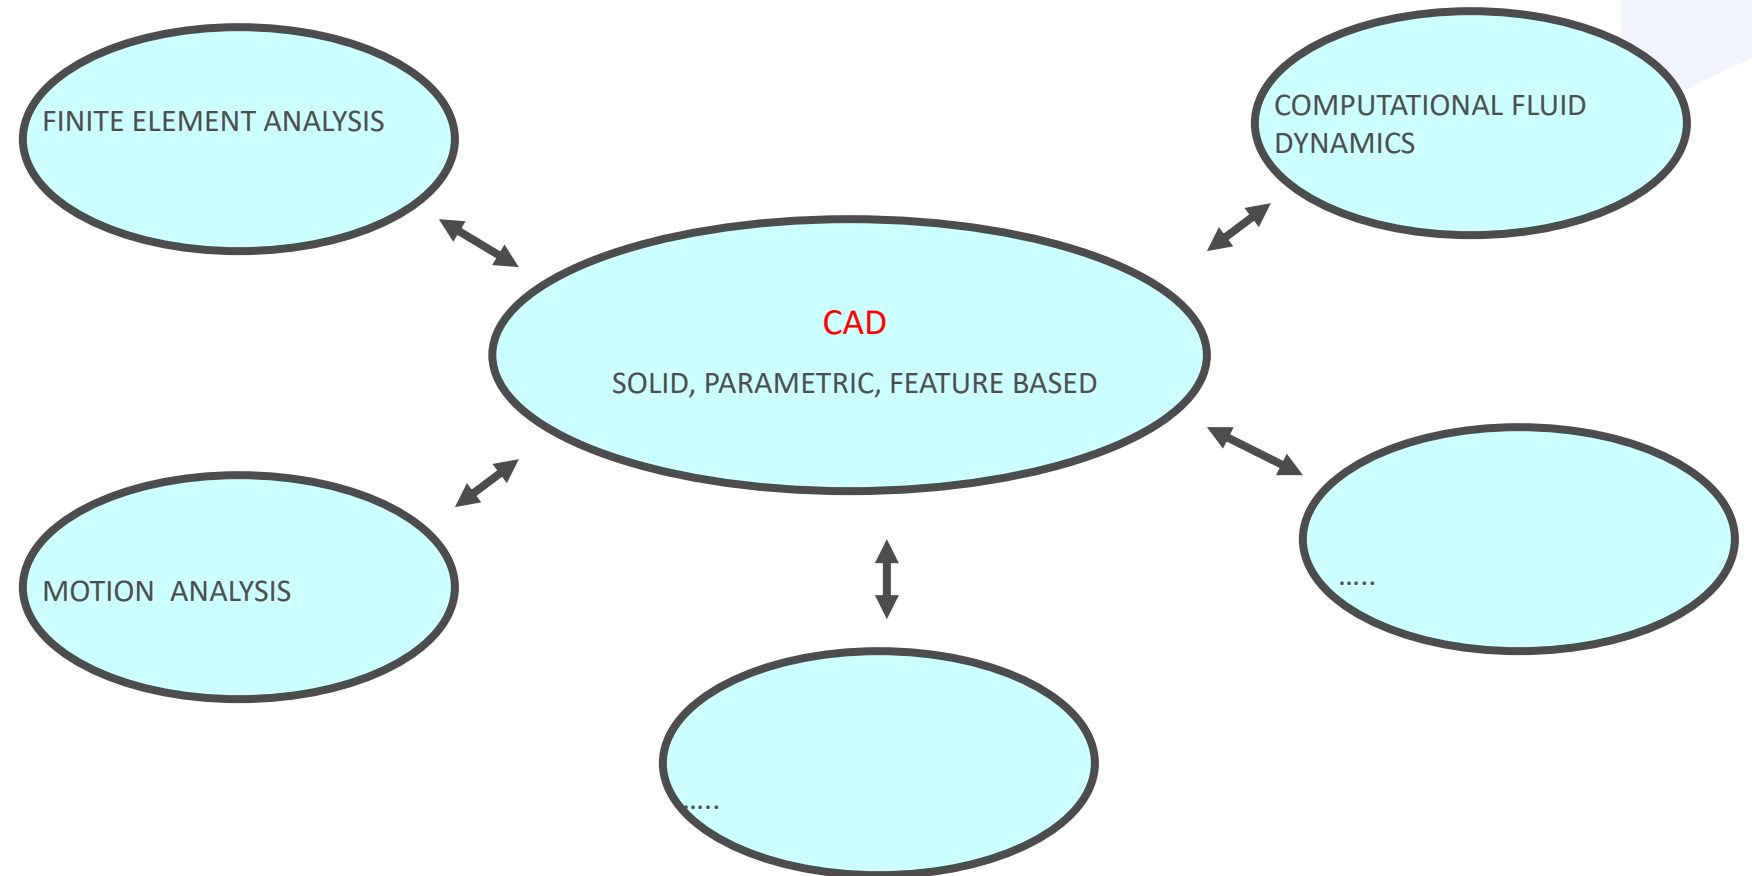 FINITE ELEMENT ANALYSIS
COMPUTATIONAL FLUID
DYNAMICS
CAD
SOLID, PARAMETRIC, FEATURE BASED
MOTION  ANALYSIS
…..
…..